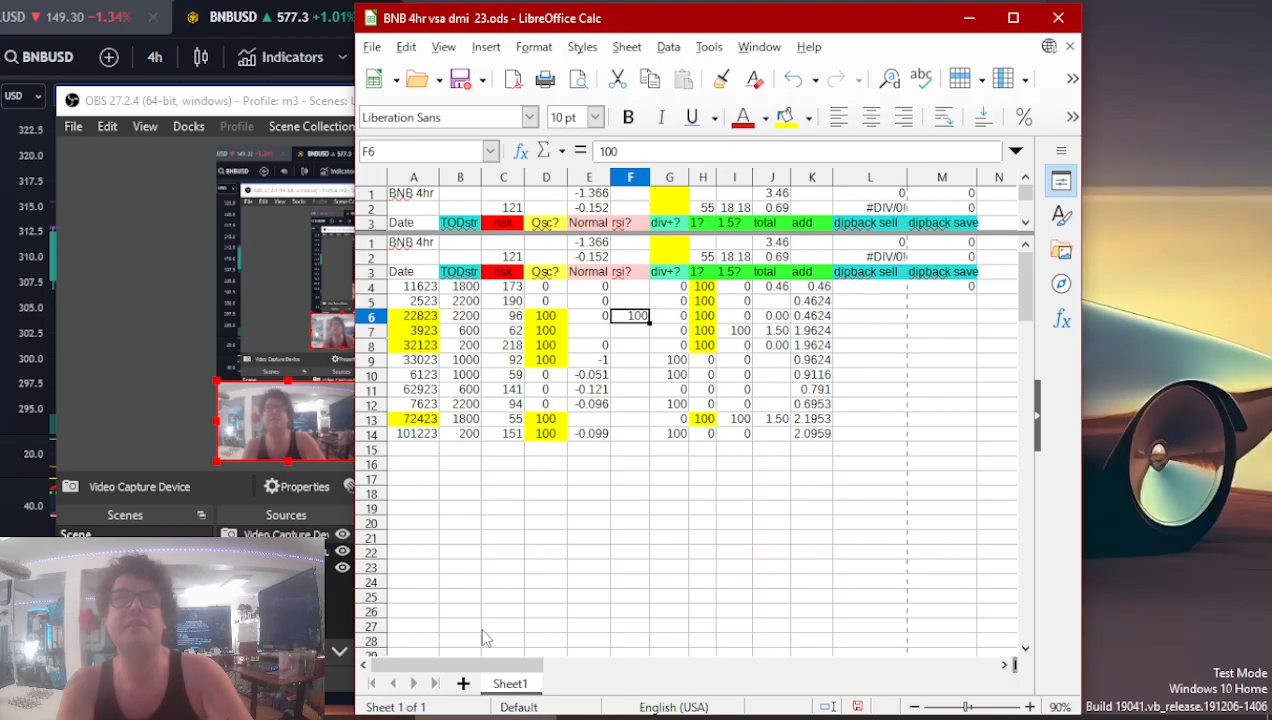 LUSD ▼ 149.30 −1.34% BNBUSD ▲ 577.3 +1.01%
BNBUSD 4h Indicators
USD
322.5
320.0
317.5
315.0
312.5
310.0
307.5
305.0
302.5
300.0
297.5
295.0
20.0
40.0
OBS 27.2.4 (64-bit, windows) - Profile: m3 - Scenes: U
File Edit View Docks Profile Scene Collection
Video Capture Device Properties
Scenes Sources
Scene Video Capture Device
BNB 4hr vsa dmi 23.ods - LibreOffice Calc
File Edit View Insert Format Styles Sheet Data Tools Window Help
Liberation Sans 10 pt
F6 100
A B C D E F G H I J K L M N
1 BNB 4hr -1.366 3.46 0 0
2 121 -0.152 55 18.18 0.69 #DIV/0! 0
3 Date TODstr risk Qsc? Normal rsi? div+? 1? 1.5? total add dipback sell dipback save
1 BNB 4hr -1.366 3.46 0 0
2 121 -0.152 55 18.18 0.69 #DIV/0! 0
3 Date TODstr risk Qsc? Normal rsi? div+? 1? 1.5? total add dipback sell dipback save
4 11623 1800 173 0 0 0 100 0 0.46 0.46 0
5 2523 2200 190 0 0 0 100 0 0.4624
6 22823 2200 96 100 0 100 0 100 0 0.00 0.4624
7 3923 600 62 100 0 100 100 1.50 1.9624
8 32123 200 218 100 0 0 100 0 0.00 1.9624
9 33023 1000 92 100 -1 100 0 0 0.9624
10 6123 1000 59 0 -0.051 100 0 0 0.9116
11 62923 600 141 0 -0.121 0 0 0 0.791
12 7623 2200 94 0 -0.096 100 0 0 0.6953
13 72423 1800 55 100 0 100 100 1.50 2.1953
14 101223 200 151 100 -0.099 100 0 0 2.0959
15
16
17
18
19
20
21
22
23
24
25
26
27
28
Sheet1
Sheet 1 of 1 Default English (USA) 90%
Test Mode
Windows 10 Home
Build 19041.vb_release.191206-1406